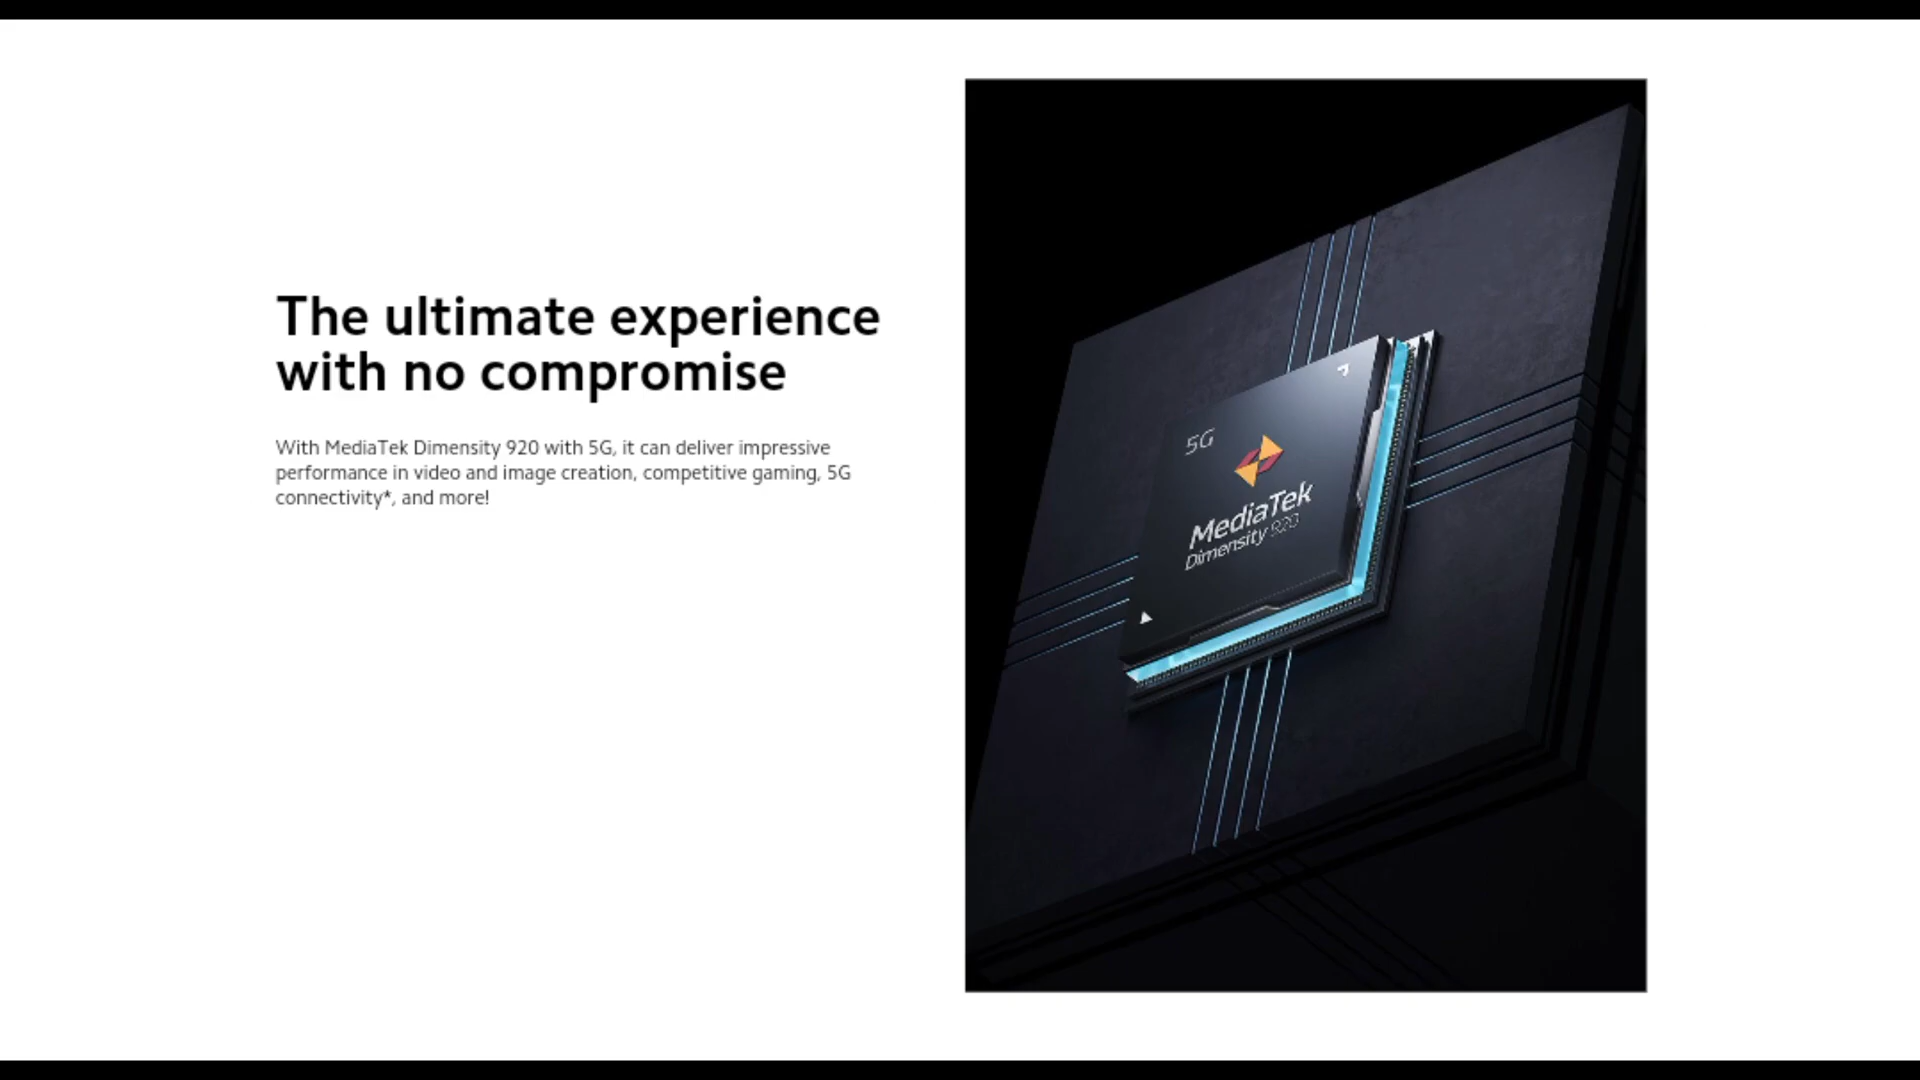 The ultimate experience
with no compromise
With MediaTek Dimensity 920 with 5G, it can deliver impressive
performance in video and image creation, competitive gaming, 5G
connectivity*, and more!
5G
MediaTek
Dimensity 920